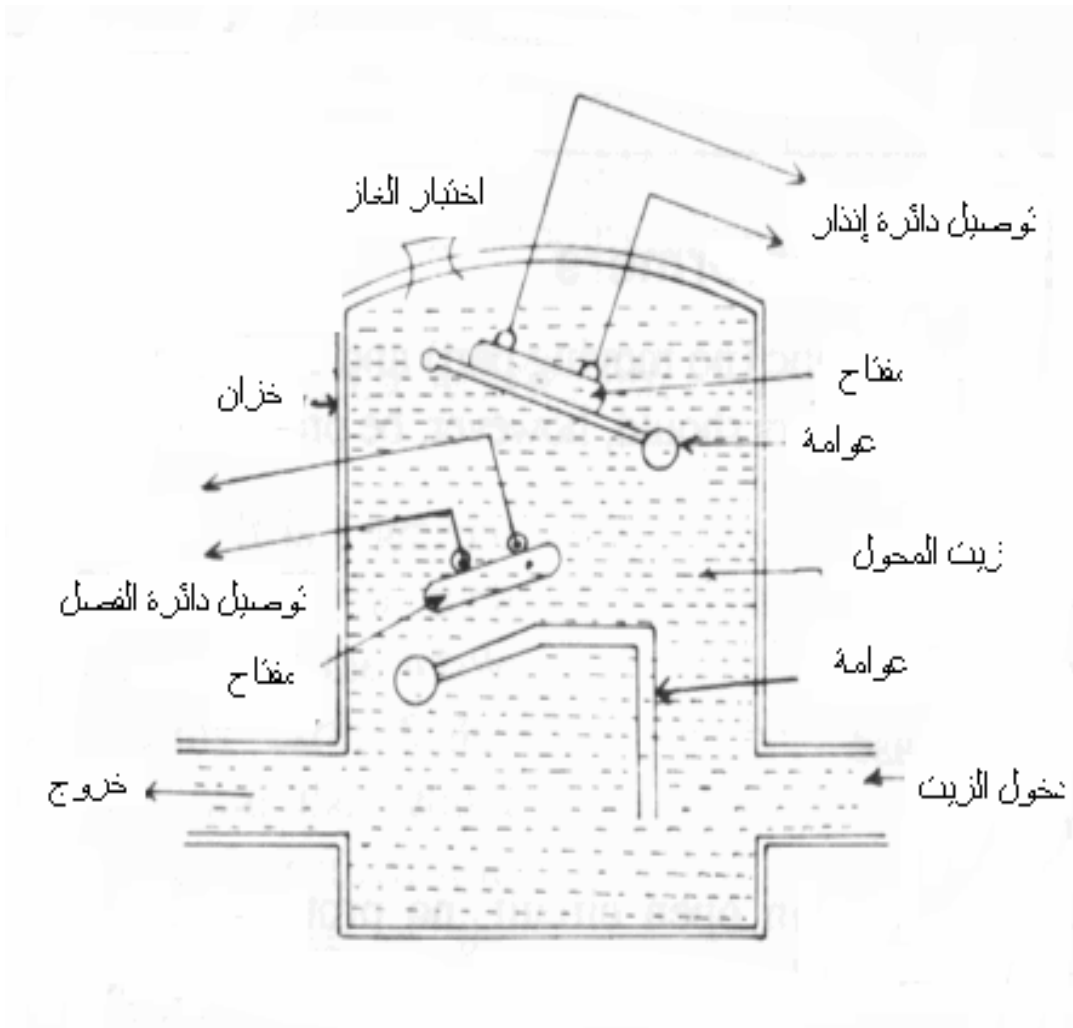 اختبار الغاز
توصيل دائرة إنذار
مفتاح
خزان
عوامة
زيت المحول
توصيل دائرة الفصل
عوامة
مفتاح
خروج
دخول الزيت